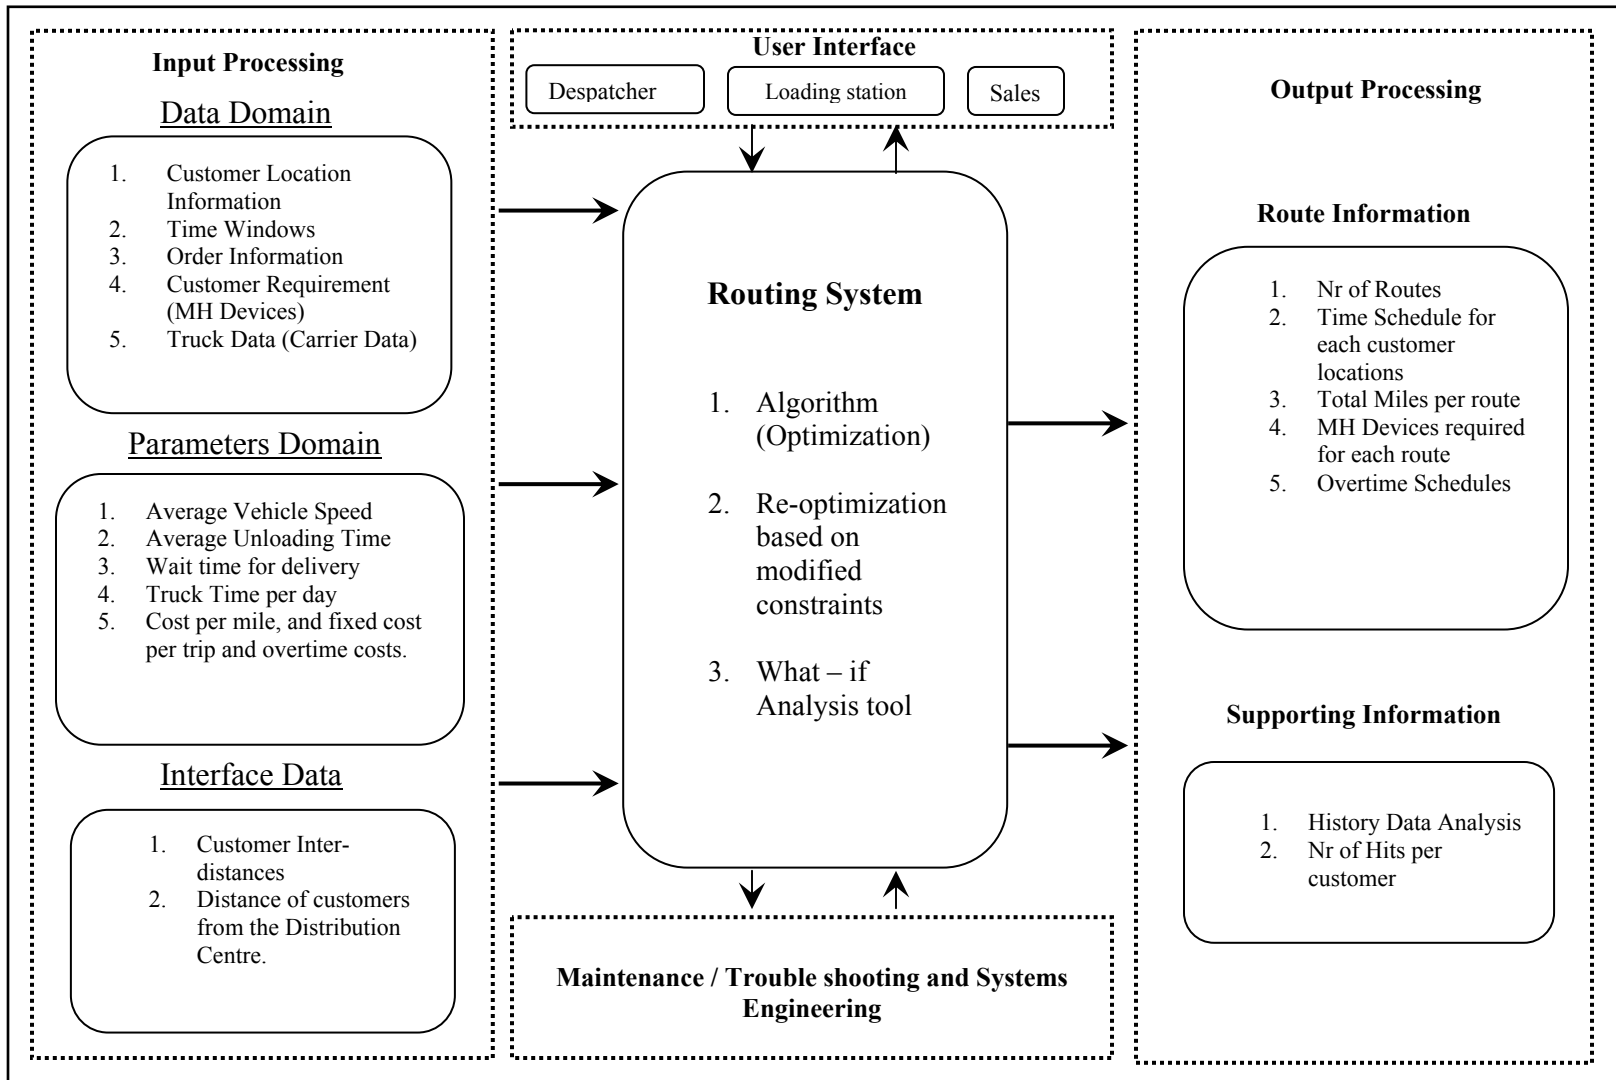 Input Processing
Data Domain
1. Customer Location
Information
2. Time Windows
3. Order Information
4. Customer Requirement
(MH Devices)
5. Truck Data (Carrier Data)
Parameters Domain
1. Average Vehicle Speed
2. Average Unloading Time
3. Wait time for delivery
4. Truck Time per day
5. Cost per mile, and fixed cost
per trip and overtime costs.
Interface Data
1. Customer Inter-
distances
2. Distance of customers
from the Distribution
Centre.
User Interface
Despatcher
Loading station
Sales
Routing System
1. Algorithm
(Optimization)
2. Re-optimization
based on
modified
constraints
3. What – if
Analysis tool
Maintenance / Trouble shooting and Systems
Engineering
Output Processing
Route Information
1. Nr of Routes
2. Time Schedule for
each customer
locations
3. Total Miles per route
4. MH Devices required
for each route
5. Overtime Schedules
Supporting Information
1. History Data Analysis
2. Nr of Hits per
customer